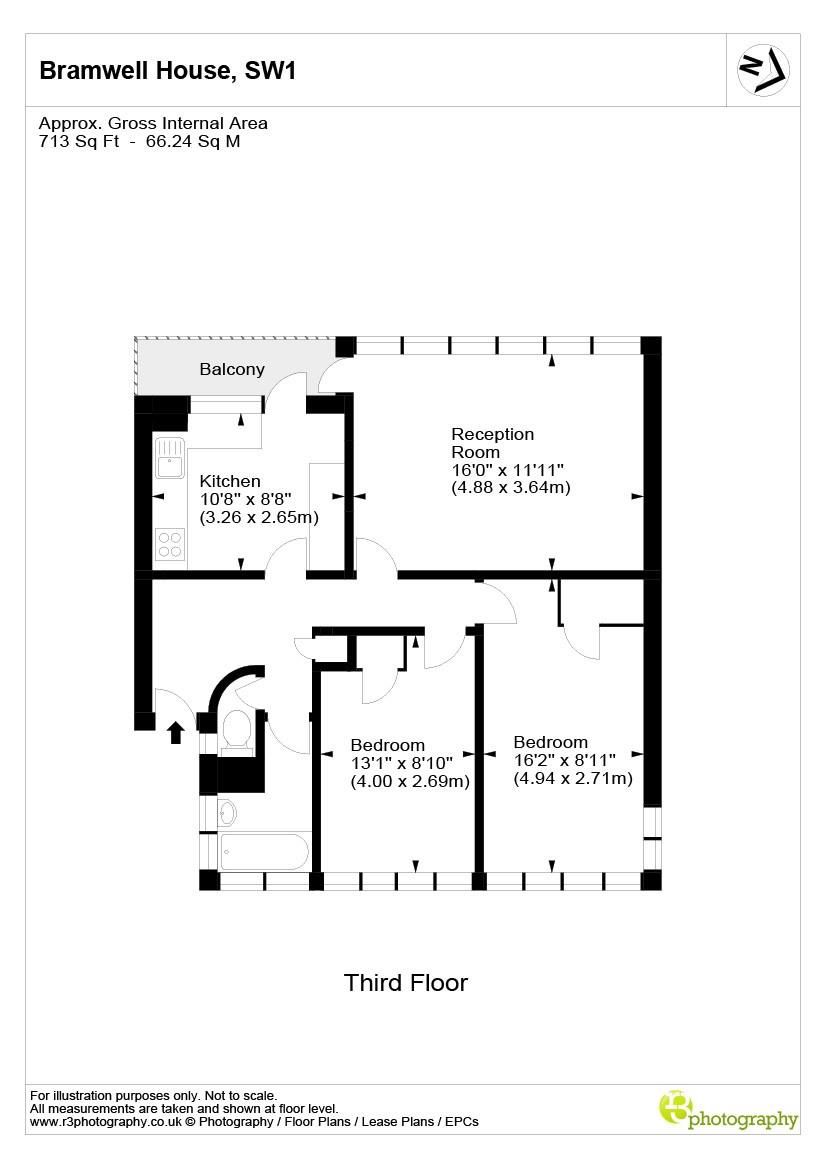 Bramwell House, SW1
N
Approx. Gross Internal Area
713 Sq Ft - 66.24 Sq M
Balcony
Reception
Room
16'0" x 11'11"
(4.88 x 3.64m)
Kitchen
10'8" x 8'8"
(3.26 x 2.65m)
Bedroom
13'1" x 8'10"
(4.00 x 2.69m)
Bedroom
16'2" x 8'11"
(4.94 x 2.71m)
Third Floor
For illustration purposes only. Not to scale.
All measurements are taken and shown at floor level.
www.r3photography.co.uk © Photography / Floor Plans / Lease Plans / EPCs
r3photography